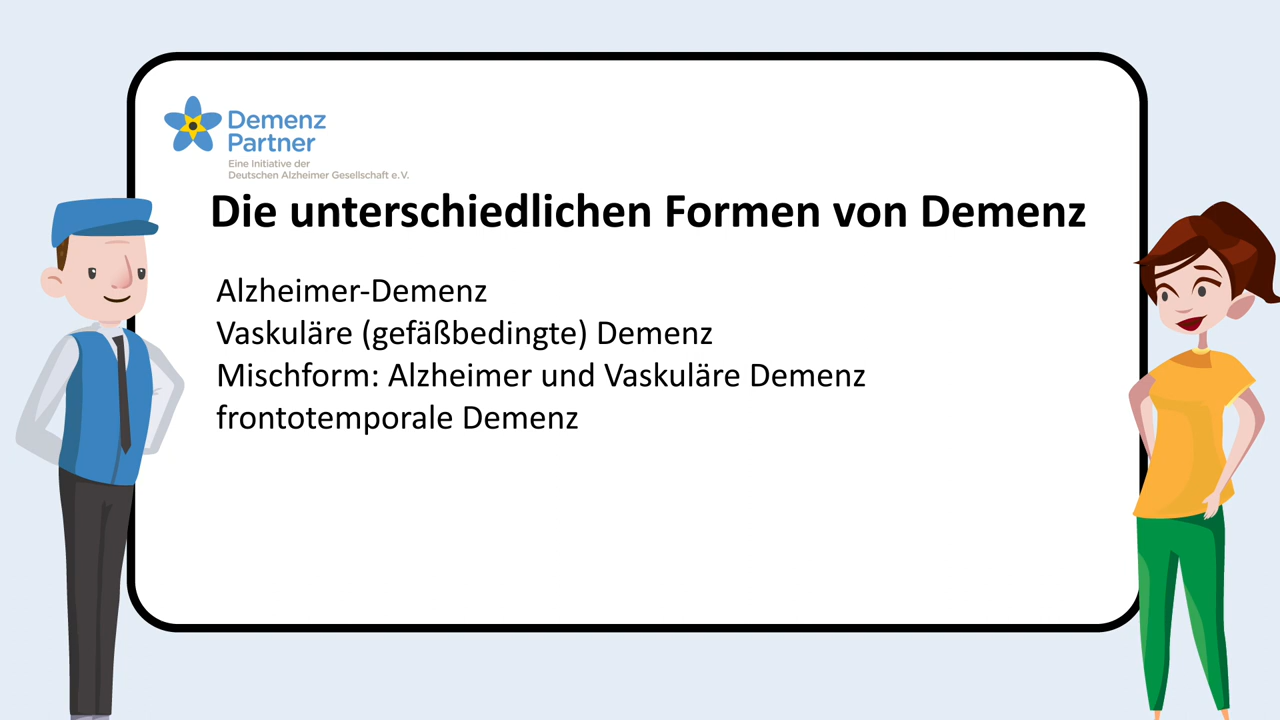 Demenz
Partner
Eine Initiative der
Deutschen Alzheimer Gesellschaft e.V.
Die unterschiedlichen Formen von Demenz
Alzheimer-Demenz
Vaskuläre (gefäßbedingte) Demenz
Mischform: Alzheimer und Vaskuläre Demenz
frontotemporale Demenz